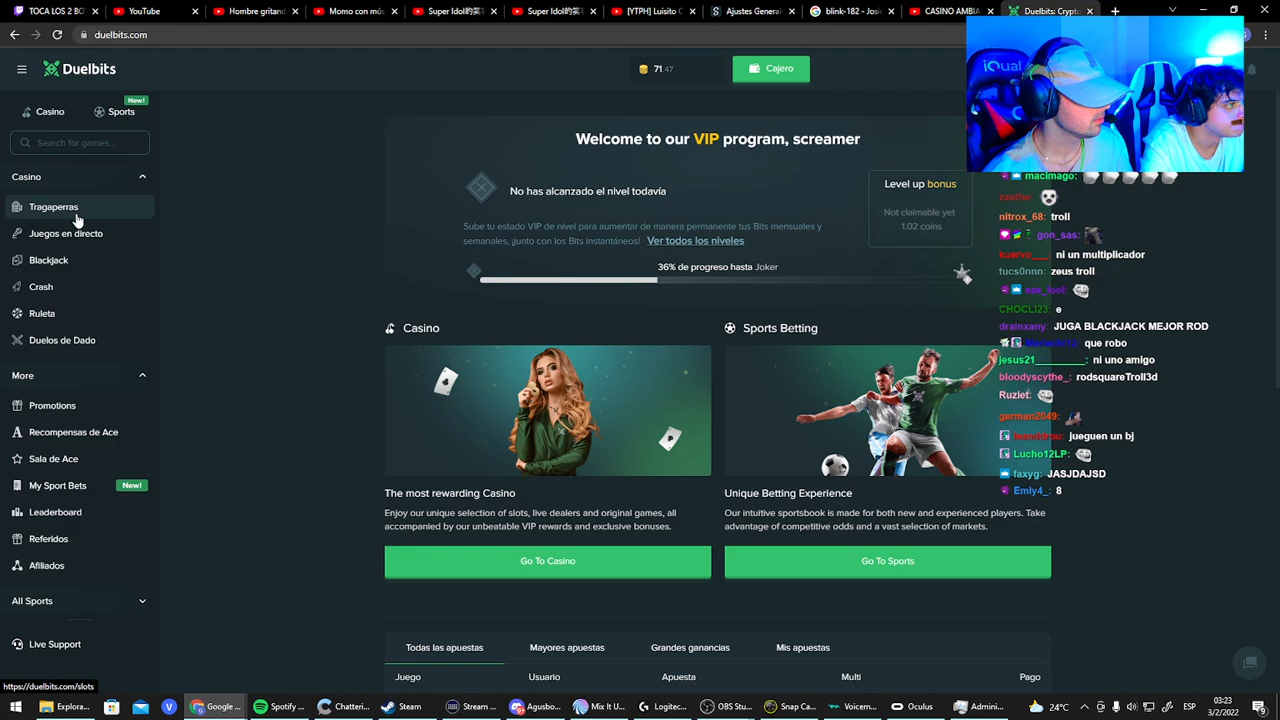 TOCA LOS 2 BO
YouTube
Hombre gritand
Momo con mús
Super Idol的笑
Super Idol的笑
[YTPH] Luisito C
Ajustes Generale
blink-182 - Josi
CASINO AMBIA
Duelbits: Crypto
duelbits.com
Duelbits
71.47
Cajero
iQual
Casino
New!
Sports
Search for games...
Casino
Tragaperras
Juegos en directo
Blackjack
Crash
Ruleta
Duelos de Dado
More
Promotions
Recompensas de Ace
Sala de Ace
My Sport Bets
New!
Leaderboard
Referidos
Afiliados
All Sports
Live Support
https://duelbits.com/slots
Welcome to our VIP program, screamer
No has alcanzado el nivel todavía
Sube tu estado VIP de nivel para aumentar de manera permanente tus Bits mensuales y
semanales, ¡junto con los Bits instantáneos! Ver todos los niveles
Level up bonus
Not claimable yet
1.02 coins
36% de progreso hasta Joker
Casino
The most rewarding Casino
Enjoy our unique selection of slots, live dealers and original games, all
accompanied by our unbeatable VIP rewards and exclusive bonuses.
Go To Casino
Sports Betting
Unique Betting Experience
Our intuitive sportsbook is made for both new and experienced players. Take
advantage of competitive odds and a vast selection of markets.
Go To Sports
Todas las apuestas
Mayores apuestas
Grandes ganancias
Mis apuestas
Juego
Usuario
Apuesta
Multi
Pago
macimago:
zasthe:
nitrox_68: troll
gon_sas:
kuervo___: ni un multiplicador
tucs0nnn: zeus troll
CHOCLI23: e
drainxany: JUGA BLACKJACK MEJOR ROD
que robo
jesus21_________: ni uno amigo
bloodyscythe_: rodsquareTroll3d
Ruzlet:
german2049:
jueguen un bj
Lucho12LP:
faxyg: JASJDAJSD
Emiy4_: 8
Explora...
Google ...
Spotify ...
Chatteri...
Steam
Stream ...
Agusbo...
Mix It U...
Logitec...
OBS Stu...
Snap Ca...
Voicem...
Oculus
Admini...
24°C
ESP
03:23
3/2/2022